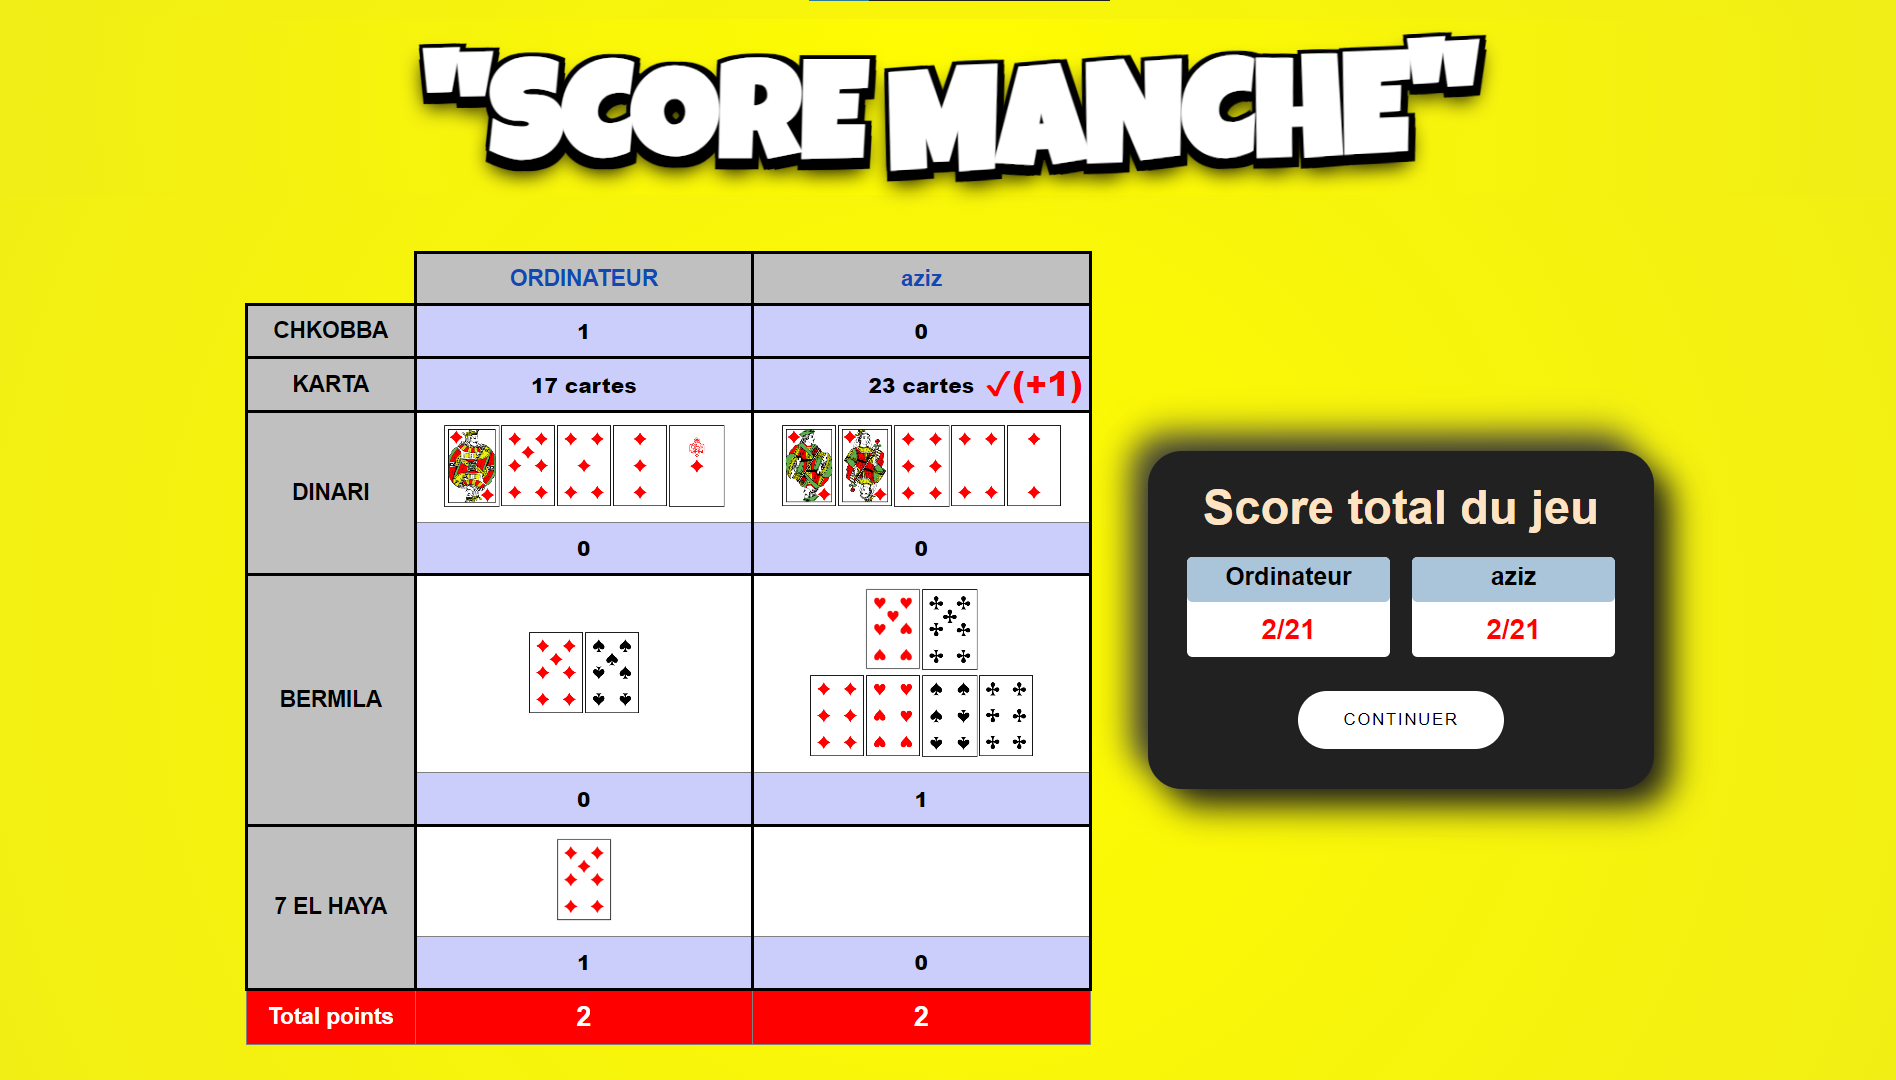 "SCORE MANCHE"
ORDINATEUR aziz
CHKOBBA 1 0
KARTA 17 cartes 23 cartes ✓(+1)
DINARI
0 0
BERMILA
0 1
7 EL HAYA
1 0
Total points 2 2
Score total du jeu
Ordinateur aziz
2/21 2/21
CONTINUER